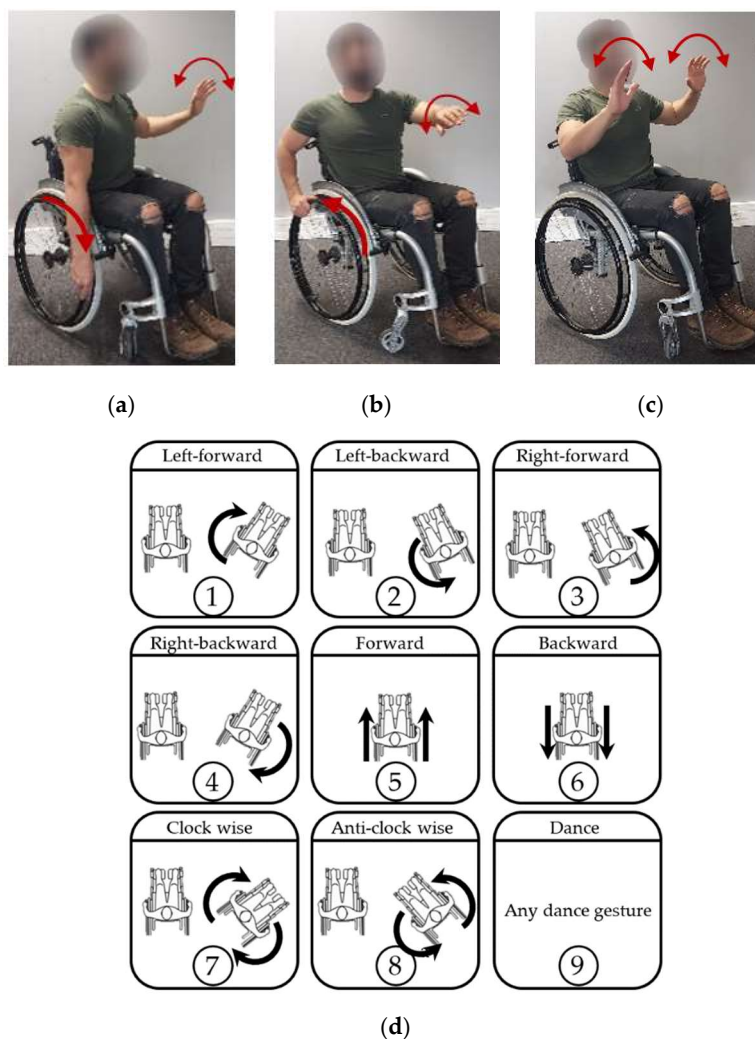 (a) (b) (c)
Left-forward Left-backward Right-forward
1 2 3
Right-backward Forward Backward
4 5 6
Clock wise Anti-clock wise Dance
Any dance gesture
7 8 9
(d)